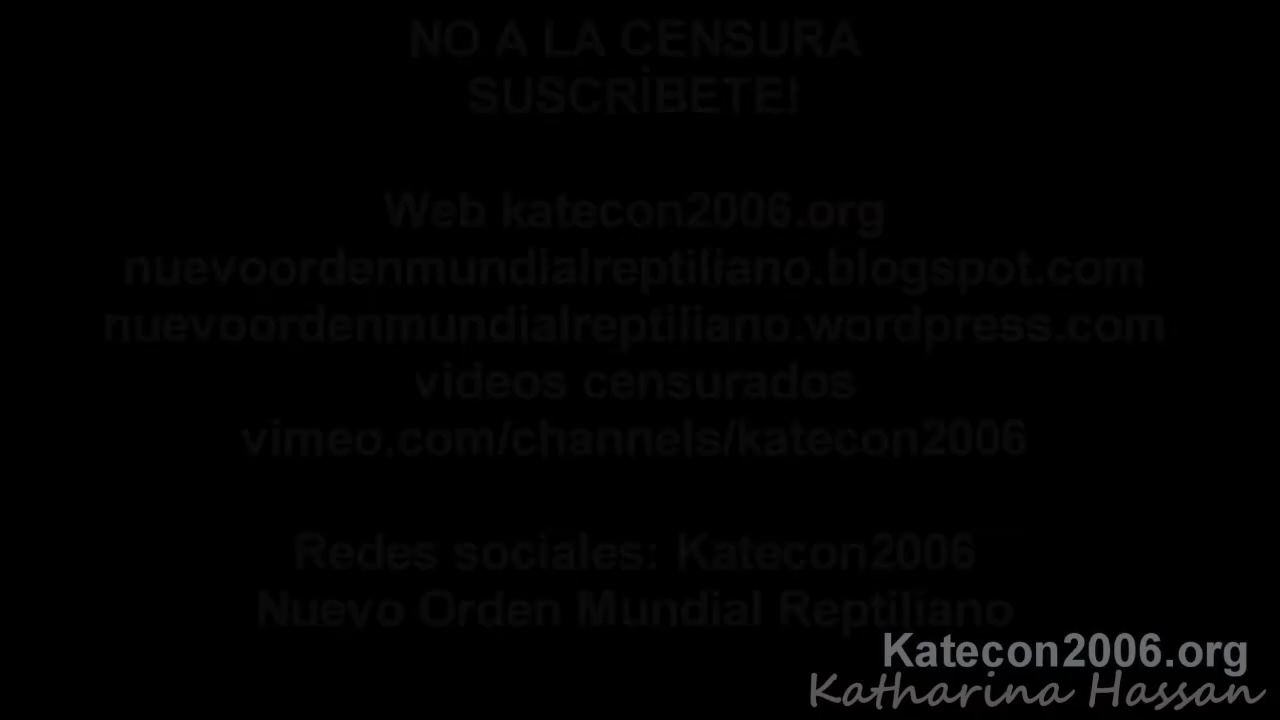 NO A LA CENSURA
SUSCRÍBETE!
Web katecon2006.org
nuevoordenmundialreptiliano.blogspot.com
nuevoordenmundialreptiliano.wordpress.com
videos censurados
vimeo.com/channels/katecon2006
Redes sociales: Katecon2006
Nuevo Orden Mundial Reptiliano
Katecon2006.org
Katharina Hassan